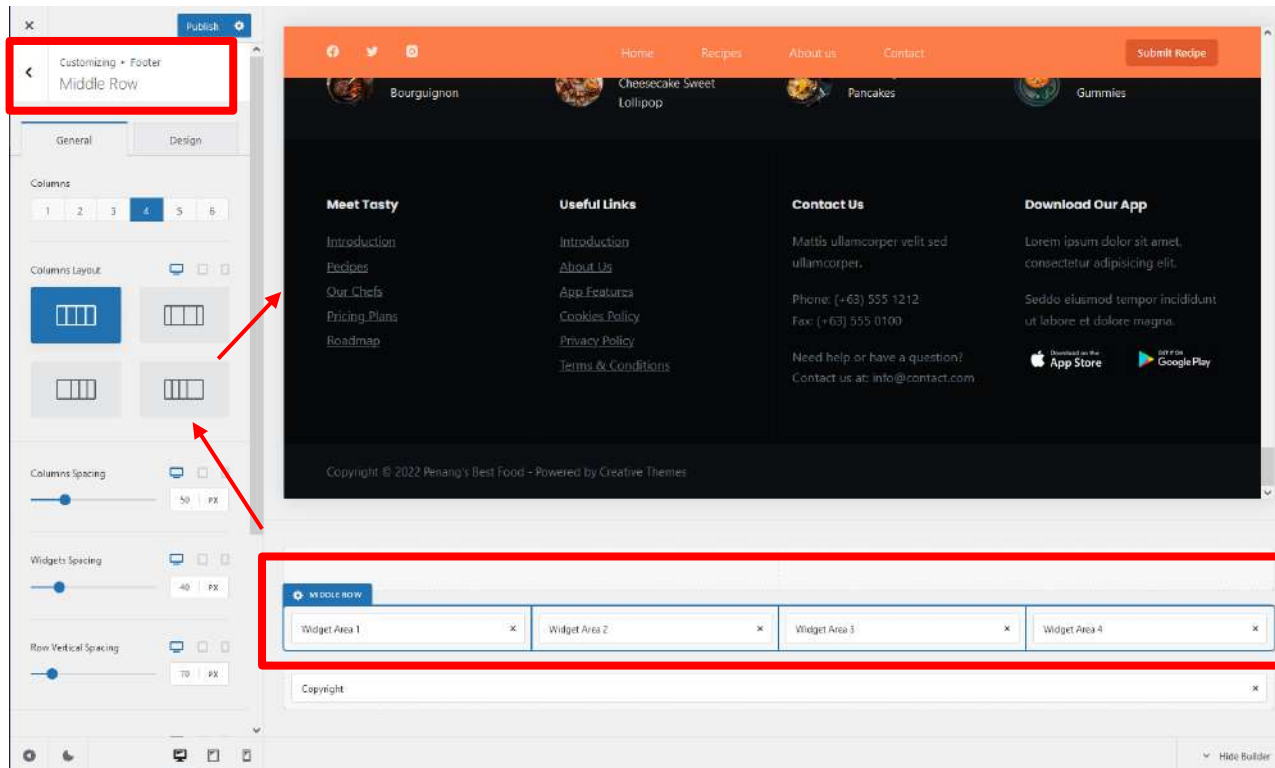 Publish
Customizing • Footer
Middle Row
General Design
Columns
1 2 3 4 5 6
Columns Layout
Columns Spacing
50 PX
Widgets Spacing
40 PX
Row Vertical Spacing
70 PX
Home Recipes About us Contact
Submit Recipe
Bourguignon
Cheesecake Sweet
Lollipop
Pancakes
Gummies
Meet Tasty
Introduction
Recipes
Our Chefs
Pricing Plans
Roadmap
Useful Links
Introduction
About Us
App Features
Cookies Policy
Privacy Policy
Terms & Conditions
Contact Us
Mattis ullamcorper velit sed
ullamcorper.
Phone: (+63) 555 1212
Fax: (+63) 555 0100
Need help or have a question?
Contact us at: info@contact.com
Download Our App
Lorem ipsum dolor sit amet,
consectetur adipisicing elit.
Seddo eiusmod tempor incididunt
ut labore et dolore magna.
Download on the
App Store
GET IT ON
Google Play
Copyright © 2022 Penang's Best Food - Powered by Creative Themes
MIDDLE ROW
Widget Area 1 Widget Area 2 Widget Area 3 Widget Area 4
Copyright
Hide Builder